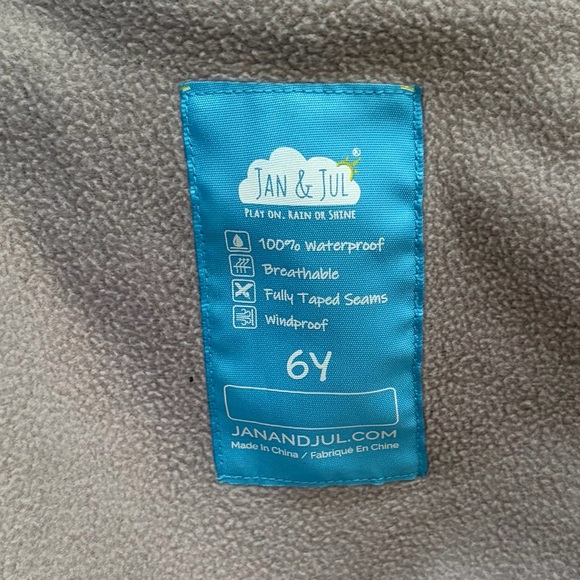 JAN & JUL®
PLAY ON, RAIN OR SHINE
100% Waterproof
Breathable
Fully Taped Seams
Windproof
6Y
JANANDJUL.COM
Made In China / Fabriqué En Chine